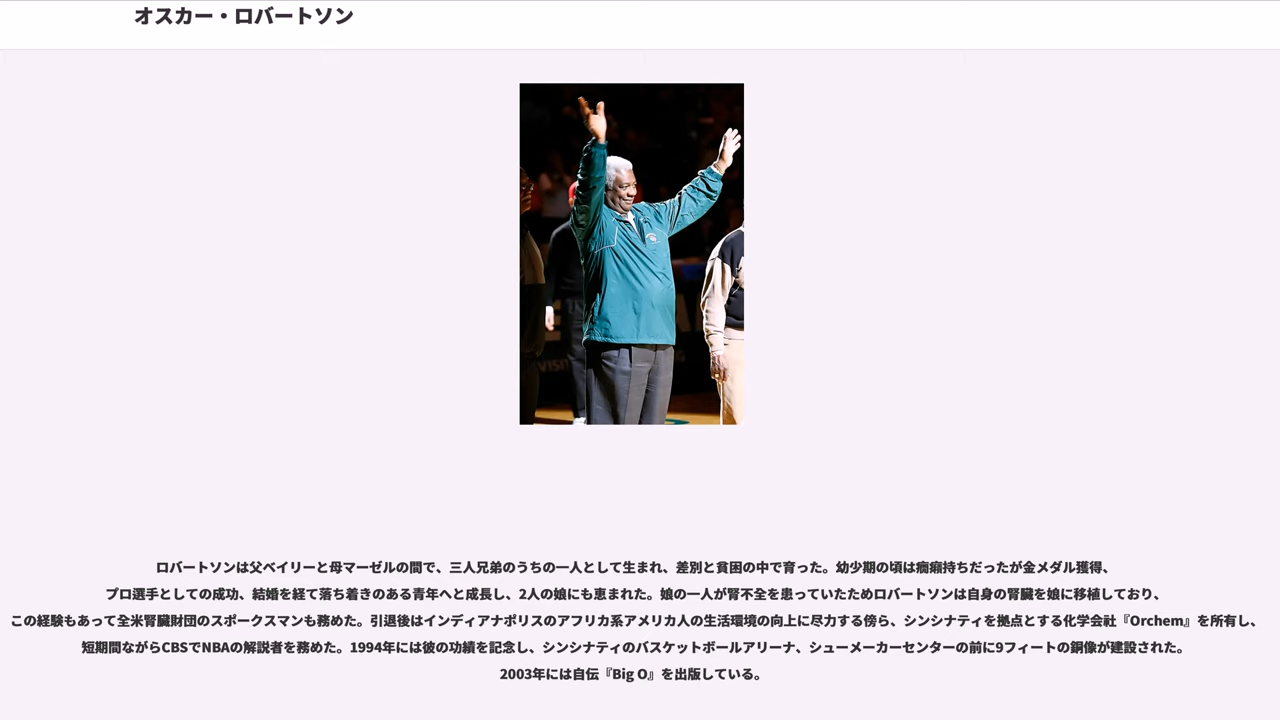 オスカー・ロバートソン
VISIT
ロバートソンは父ベイリーと母マーゼルの間で、三人兄弟のうちの一人として生まれ、差別と貧困の中で育った。幼少期の頃は癇癪持ちだったが金メダル獲得、
プロ選手としての成功、結婚を経て落ち着きのある青年へと成長し、2人の娘にも恵まれた。娘の一人が腎不全を患っていたためロバートソンは自身の腎臓を娘に移植しており、
この経験もあって全米腎臓財団のスポークスマンも務めた。引退後はインディアナポリスのアフリカ系アメリカ人の生活環境の向上に尽力する傍ら、シンシナティを拠点とする化学会社『Orchem』を所有し、
短期間ながらCBSでNBAの解説者を務めた。1994年には彼の功績を記念し、シンシナティのバスケットボールアリーナ、シューメーカーセンターの前に9フィートの銅像が建設された。
2003年には自伝『Big O』を出版している。